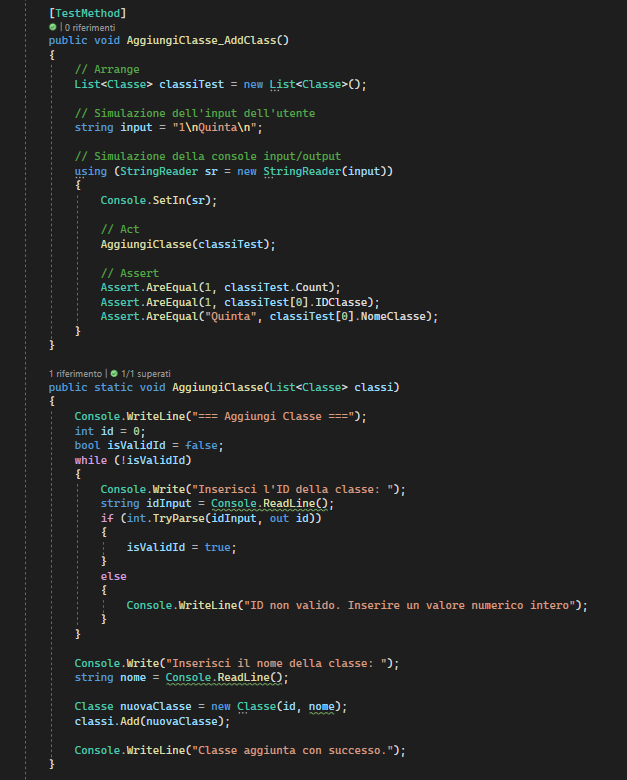 [TestMethod]
| 0 riferimenti
public void AggiungiClasse_AddClass()
{
// Arrange
List<Classe> classiTest = new List<Classe>();
// Simulazione dell'input dell'utente
string input = "1\nQuinta\n";
// Simulazione della console input/output
using (StringReader sr = new StringReader(input))
{
Console.SetIn(sr);
// Act
AggiungiClasse(classiTest);
// Assert
Assert.AreEqual(1, classiTest.Count);
Assert.AreEqual(1, classiTest[0].IDClasse);
Assert.AreEqual("Quinta", classiTest[0].NomeClasse);
}
}
1 riferimento | 1/1 superati
public static void AggiungiClasse(List<Classe> classi)
{
Console.WriteLine("=== Aggiungi Classe ===");
int id = 0;
bool isValidId = false;
while (!isValidId)
{
Console.Write("Inserisci l'ID della classe: ");
string idInput = Console.ReadLine();
if (int.TryParse(idInput, out id))
{
isValidId = true;
}
else
{
Console.WriteLine("ID non valido. Inserire un valore numerico intero");
}
}
Console.Write("Inserisci il nome della classe: ");
string nome = Console.ReadLine();
Classe nuovaClasse = new Classe(id, nome);
classi.Add(nuovaClasse);
Console.WriteLine("Classe aggiunta con successo.");
}